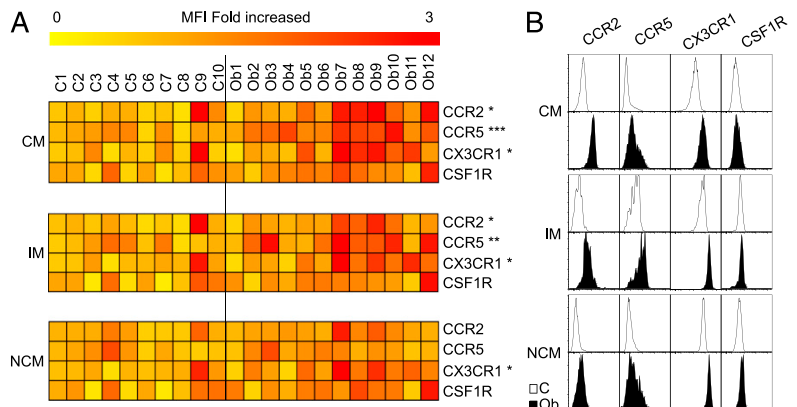 A
0 MFI Fold increased 3
C1 C2 C3 C4 C5 C6 C7 C8 C9 C10 Ob1 Ob2 Ob3 Ob4 Ob5 Ob6 Ob7 Ob8 Ob9 Ob10 Ob11 Ob12
CM
CCR2 *
CCR5 ***
CX3CR1 *
CSF1R
IM
CCR2 *
CCR5 **
CX3CR1 *
CSF1R
NCM
CCR2
CCR5
CX3CR1 *
CSF1R
B
CCR2 CCR5 CX3CR1 CSF1R
CM
IM
NCM
C
Ob